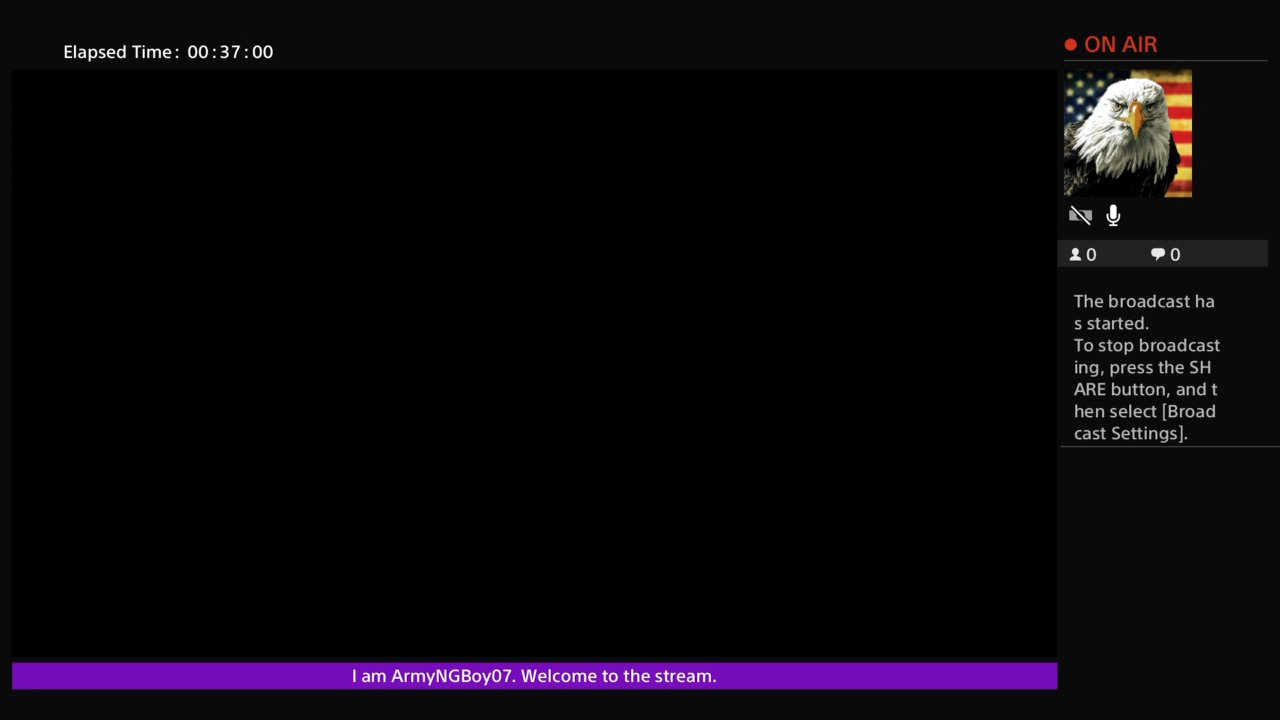 Elapsed Time: 00:37:00
ON AIR
0 0
The broadcast ha
s started.
To stop broadcast
ing, press the SH
ARE button, and t
hen select [Broad
cast Settings].
I am ArmyNGBoy07. Welcome to the stream.